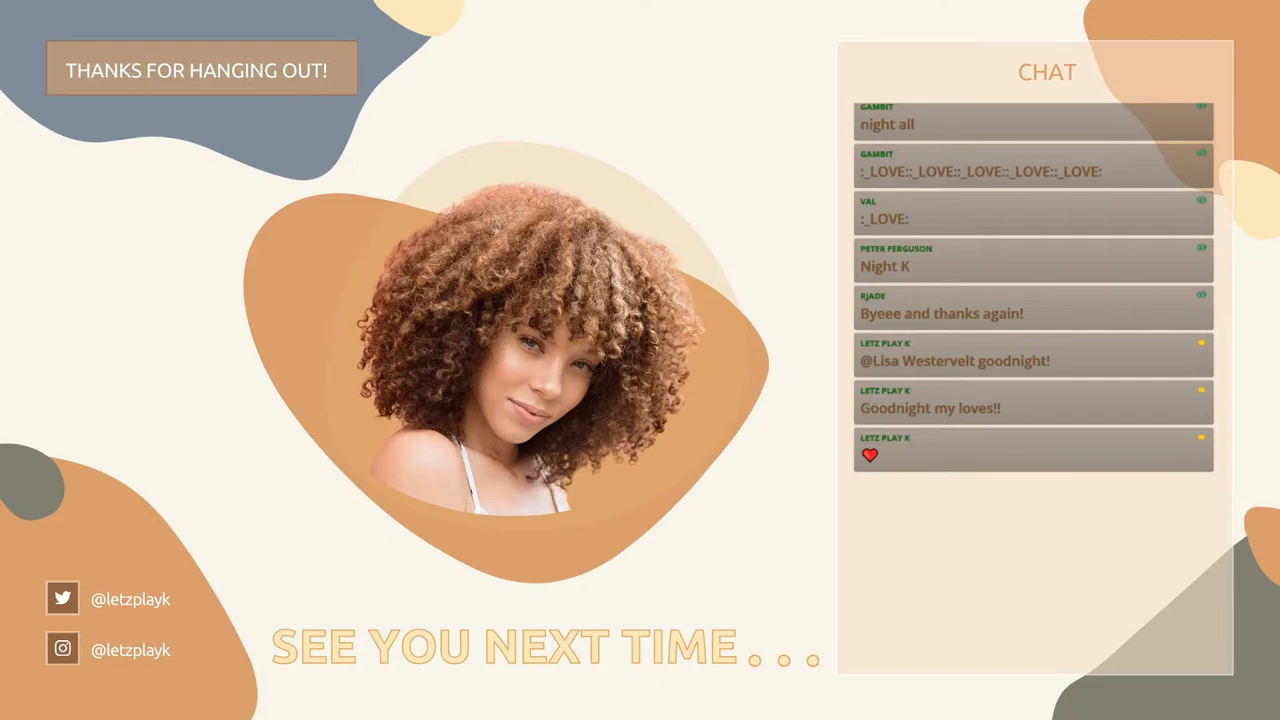 THANKS FOR HANGING OUT!
CHAT
GAMBIT
night all
GAMBIT
:_LOVE::_LOVE::_LOVE::_LOVE::_LOVE:
VAL
:_LOVE:
PETER FERGUSON
Night K
RJADE
Byeee and thanks again!
LETZ PLAY K
@Lisa Westervelt goodnight!
LETZ PLAY K
Goodnight my loves!!
LETZ PLAY K
@letzplayk
@letzplayk
SEE YOU NEXT TIME...